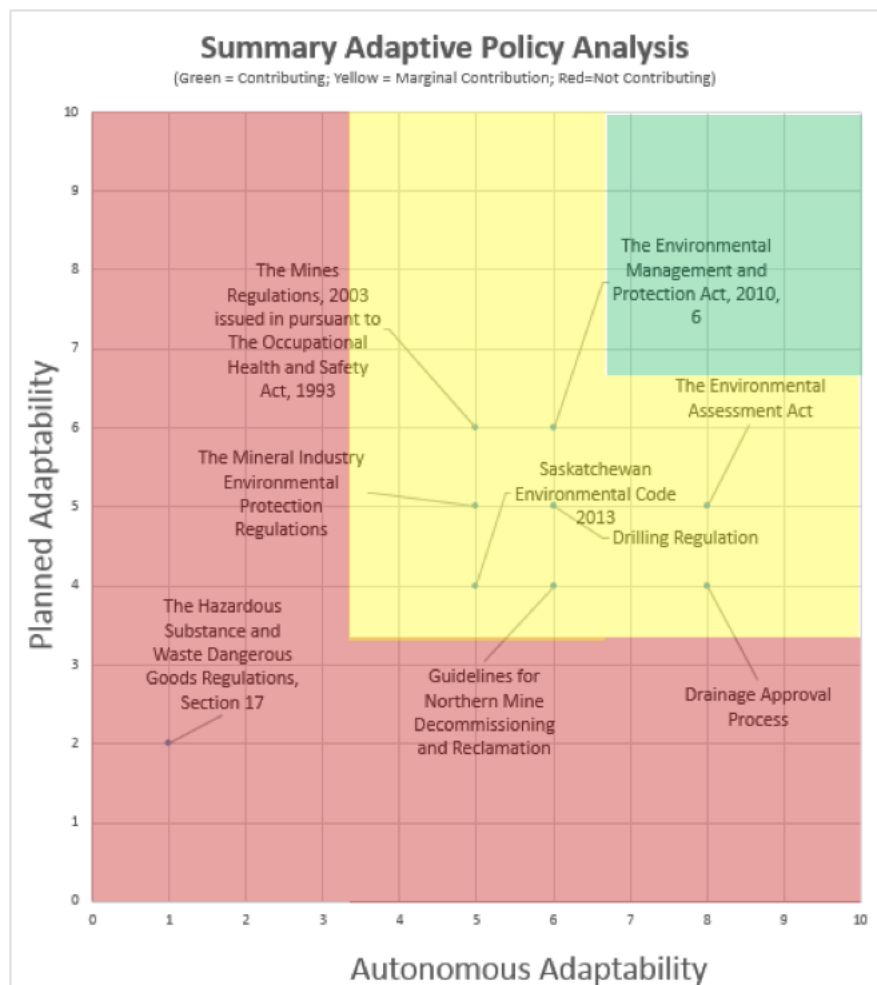 Summary Adaptive Policy Analysis
(Green = Contributing; Yellow = Marginal Contribution; Red=Not Contributing)
Planned Adaptability
10
9
8
7
6
5
4
3
2
1
0
The Mines
Regulations, 2003
issued in pursuant to
The Occupational
Health and Safety
Act, 1993
The Environmental
Management and
Protection Act, 2010,
6
The Environmental
Assessment Act
The Mineral Industry
Environmental
Protection
Regulations
Saskatchewan
Environmental Code
2013
Drilling Regulation
The Hazardous
Substance and
Waste Dangerous
Goods Regulations,
Section 17
Guidelines for
Northern Mine
Decommissioning
and Reclamation
Drainage Approval
Process
0 1 2 3 4 5 6 7 8 9 10
Autonomous Adaptability